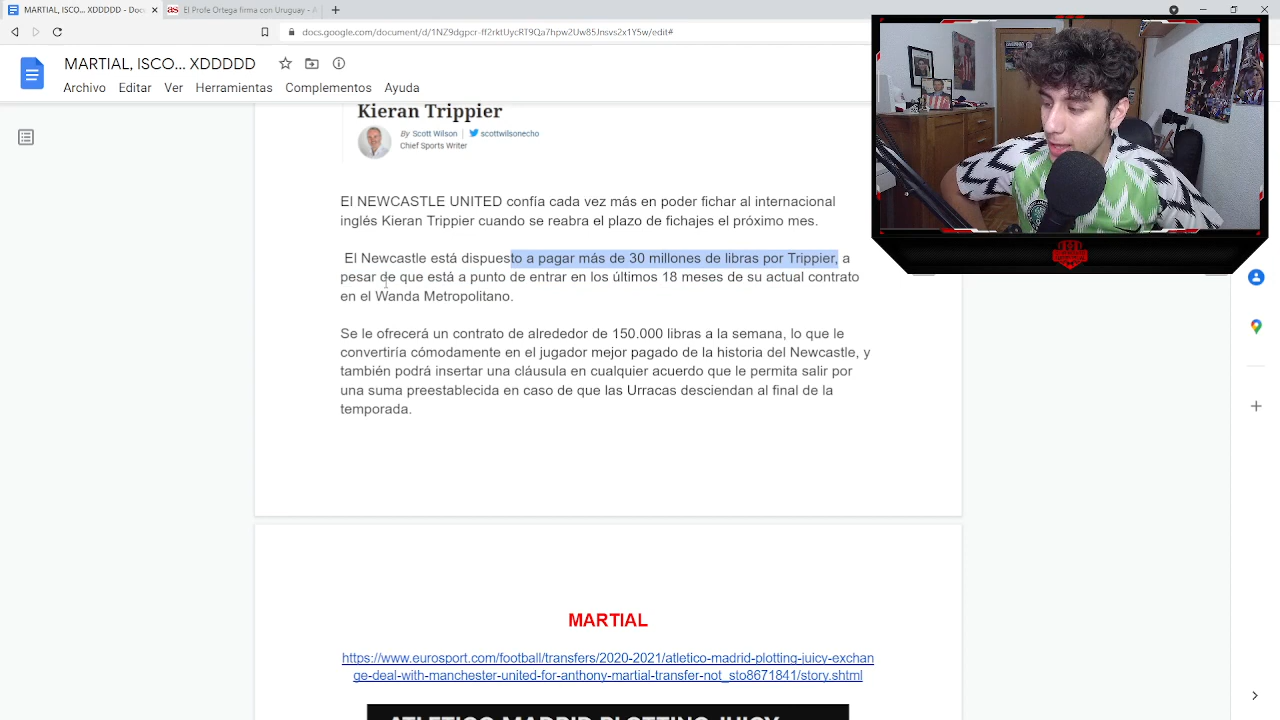 MARTIAL, ISCO... XDDDDD - Doc
El Profe Ortega firma con Uruguay - A
docs.google.com/document/d/1NZ9dgpcr-ff2rktUycRT9Qa7hpw2Uw85Jnsvs2x1Y5w/edit#
MARTIAL, ISCO... XDDDDD
Archivo Editar Ver Herramientas Complementos Ayuda
Kieran Trippier
By Scott Wilson | scottwilsonecho
Chief Sports Writer
El NEWCASTLE UNITED confía cada vez más en poder fichar al internacional
inglés Kieran Trippier cuando se reabra el plazo de fichajes el próximo mes.
El Newcastle está dispuesto a pagar más de 30 millones de libras por Trippier, a
pesar de que está a punto de entrar en los últimos 18 meses de su actual contrato
en el Wanda Metropolitano.
Se le ofrecerá un contrato de alrededor de 150.000 libras a la semana, lo que le
convertiría cómodamente en el jugador mejor pagado de la historia del Newcastle, y
también podrá insertar una cláusula en cualquier acuerdo que le permita salir por
una suma preestablecida en caso de que las Urracas desciendan al final de la
temporada.
MARTIAL
https://www.eurosport.com/football/transfers/2020-2021/atletico-madrid-plotting-juicy-exchan
ge-deal-with-manchester-united-for-anthony-martial-transfer-not_sto8671841/story.shtml
ATLETICO MADRID PLOTTING JUICY